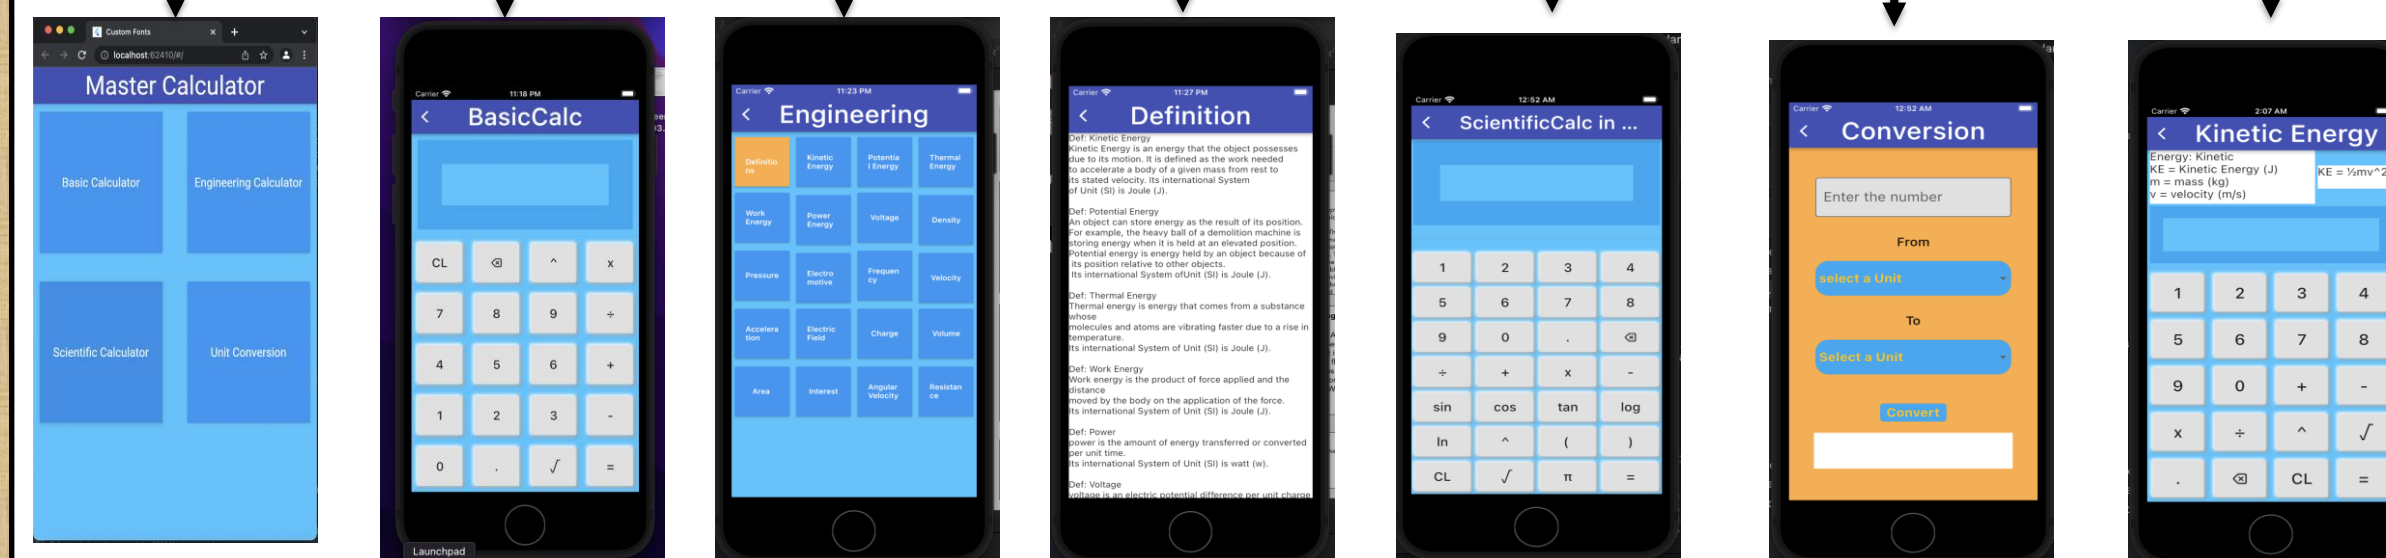 Custom Fonts
localhost:62410/#/
Master Calculator
Basic Calculator
Engineering Calculator
Scientific Calculator
Unit Conversion
Carrier 11:18 PM
BasicCalc
CL ⌫ ^ x
7 8 9 ÷
4 5 6 +
1 2 3 -
0 . √ =
Launchpad
Carrier 11:23 PM
Engineering
Definitio
ns
Kinetic
Energy
Potentia
l Energy
Thermal
Energy
Work
Energy
Power
Energy
Voltage
Density
Pressure
Electro
motive
Frequen
cy
Velocity
Accelera
tion
Electric
Field
Charge
Volume
Area
Interest
Angular
Velocity
Resistan
ce
Carrier 11:27 PM
Definition
Def: Kinetic Energy
Kinetic Energy is an energy that the object possesses
due to its motion. It is defined as the work needed
to accelerate a body of a given mass from rest to
its stated velocity. Its international System
of Unit (SI) is Joule (J).
Def: Potential Energy
An object can store energy as the result of its position.
For example, the heavy ball of a demolition machine is
storing energy when it is held at an elevated position.
Potential energy is energy held by an object because of
its position relative to other objects.
Its international System ofUnit (SI) is Joule (J).
Def: Thermal Energy
Thermal energy is energy that comes from a substance
whose
molecules and atoms are vibrating faster due to a rise in
temperature.
Its international System of Unit (SI) is Joule (J).
Def: Work Energy
Work energy is the product of force applied and the
distance
moved by the body on the application of the force.
Its international System of Unit (SI) is Joule (J).
Def: Power
power is the amount of energy transferred or converted
per unit time.
Its international System of Unit (SI) is watt (w).
Def: Voltage
voltage is an electric potential difference per unit charge
Carrier 12:52 AM
ScientificCalc in ...
1 2 3 4
5 6 7 8
9 0 . ⌫
÷ + x -
sin cos tan log
ln ^ ( )
CL √ π =
Carrier 12:52 AM
Conversion
Enter the number
From
select a Unit
To
Select a Unit
Convert
Carrier 2:07 AM
Kinetic Energy
Energy: Kinetic
KE = Kinetic Energy (J)
m = mass (kg)
v = velocity (m/s)
KE = ½mv^2
1 2 3 4
5 6 7 8
9 0 + -
x ÷ ^ √
. ⌫ CL =